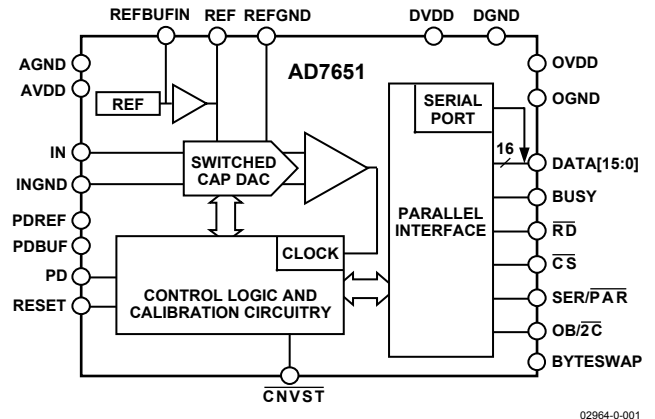 REFBUFIN REF REFGND DVDD DGND
AGND
AVDD
AD7651
OVDD
OGND
REF
SERIAL
PORT
16
IN
INGND
SWITCHED
CAP DAC
DATA[15:0]
BUSY
PDREF
PDBUF
PD
RESET
PARALLEL
INTERFACE
RD
CS
CLOCK
CONTROL LOGIC AND
CALIBRATION CIRCUITRY
SER/PAR
OB/2C
BYTESWAP
CNVST
02964-0-001